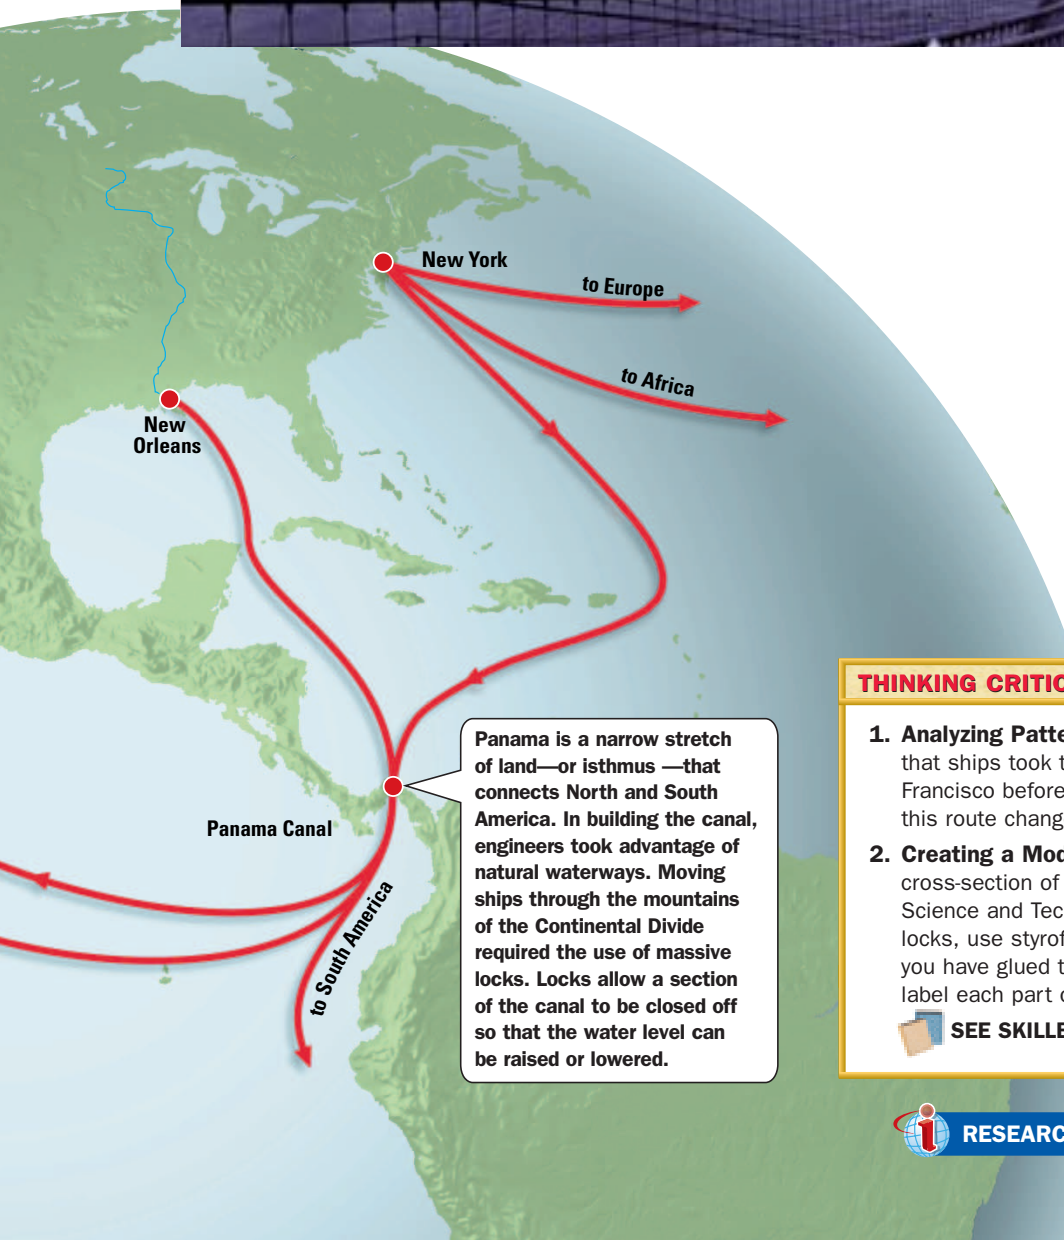 New York
to Europe
to Africa
New
Orleans
Panama is a narrow stretch
of land—or isthmus —that
connects North and South
America. In building the canal,
engineers took advantage of
natural waterways. Moving
ships through the mountains
of the Continental Divide
required the use of massive
locks. Locks allow a section
of the canal to be closed off
so that the water level can
be raised or lowered.
Panama Canal
to South America
THINKING CRITIC
1. Analyzing Patte
that ships took t
Francisco before
this route chang
2. Creating a Mod
cross-section of
Science and Tec
locks, use styrof
you have glued t
label each part o
SEE SKILLE
RESEARC